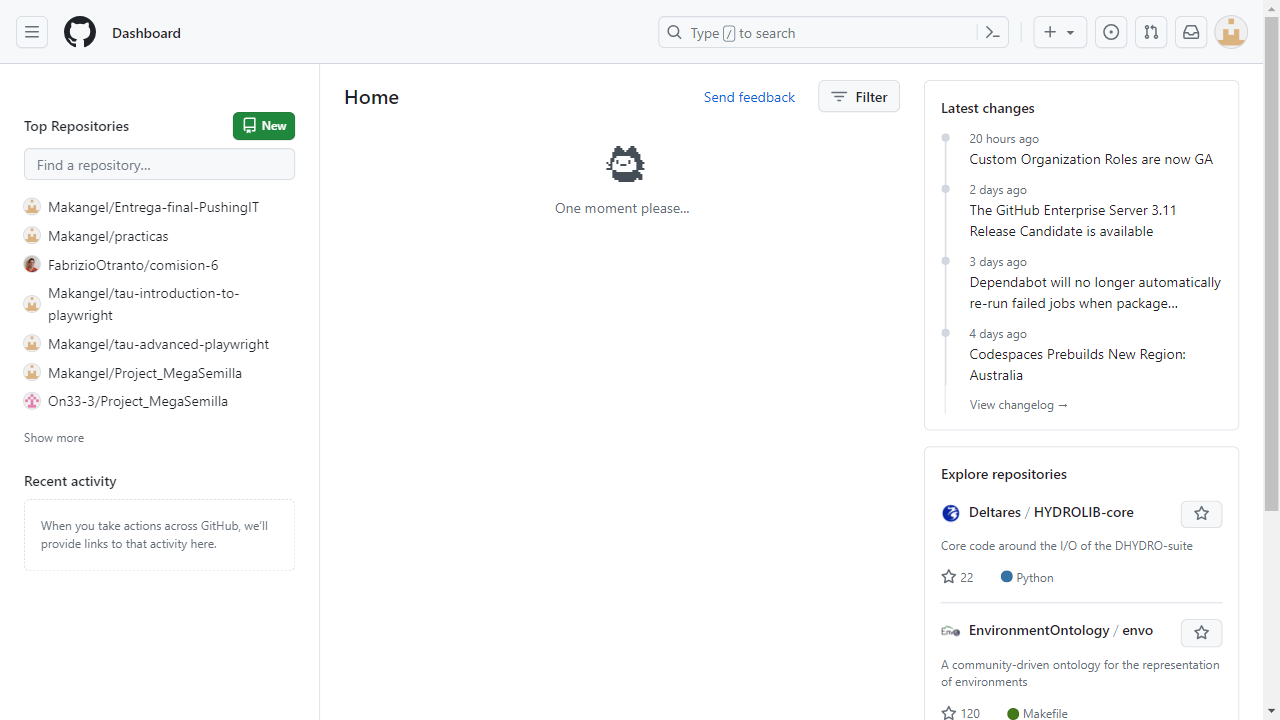 Dashboard
Type / to search
Top Repositories
New
Find a repository…
Makangel/Entrega-final-PushingIT
Makangel/practicas
FabrizioOtranto/comision-6
Makangel/tau-introduction-to-
playwright
Makangel/tau-advanced-playwright
Makangel/Project_MegaSemilla
On33-3/Project_MegaSemilla
Show more
Recent activity
When you take actions across GitHub, we'll
provide links to that activity here.
Home
Send feedback
Filter
One moment please...
Latest changes
20 hours ago
Custom Organization Roles are now GA
2 days ago
The GitHub Enterprise Server 3.11
Release Candidate is available
3 days ago
Dependabot will no longer automatically
re-run failed jobs when package…
4 days ago
Codespaces Prebuilds New Region:
Australia
View changelog →
Explore repositories
Deltares / HYDROLIB-core
Core code around the I/O of the DHYDRO-suite
22
Python
EnvironmentOntology / envo
A community-driven ontology for the representation
of environments
120
Makefile